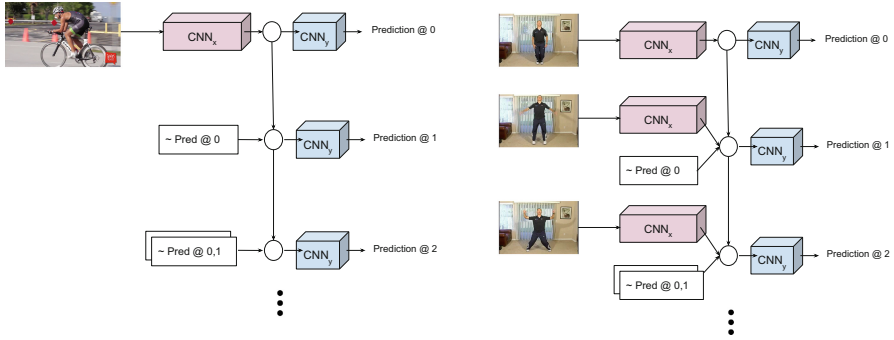 CNNx
CNNy
Prediction @ 0
~ Pred @ 0
CNNy
Prediction @ 1
~ Pred @ 0,1
CNNy
Prediction @ 2
CNNx
CNNy
Prediction @ 0
CNNx
~ Pred @ 0
CNNy
Prediction @ 1
CNNx
~ Pred @ 0,1
CNNy
Prediction @ 2